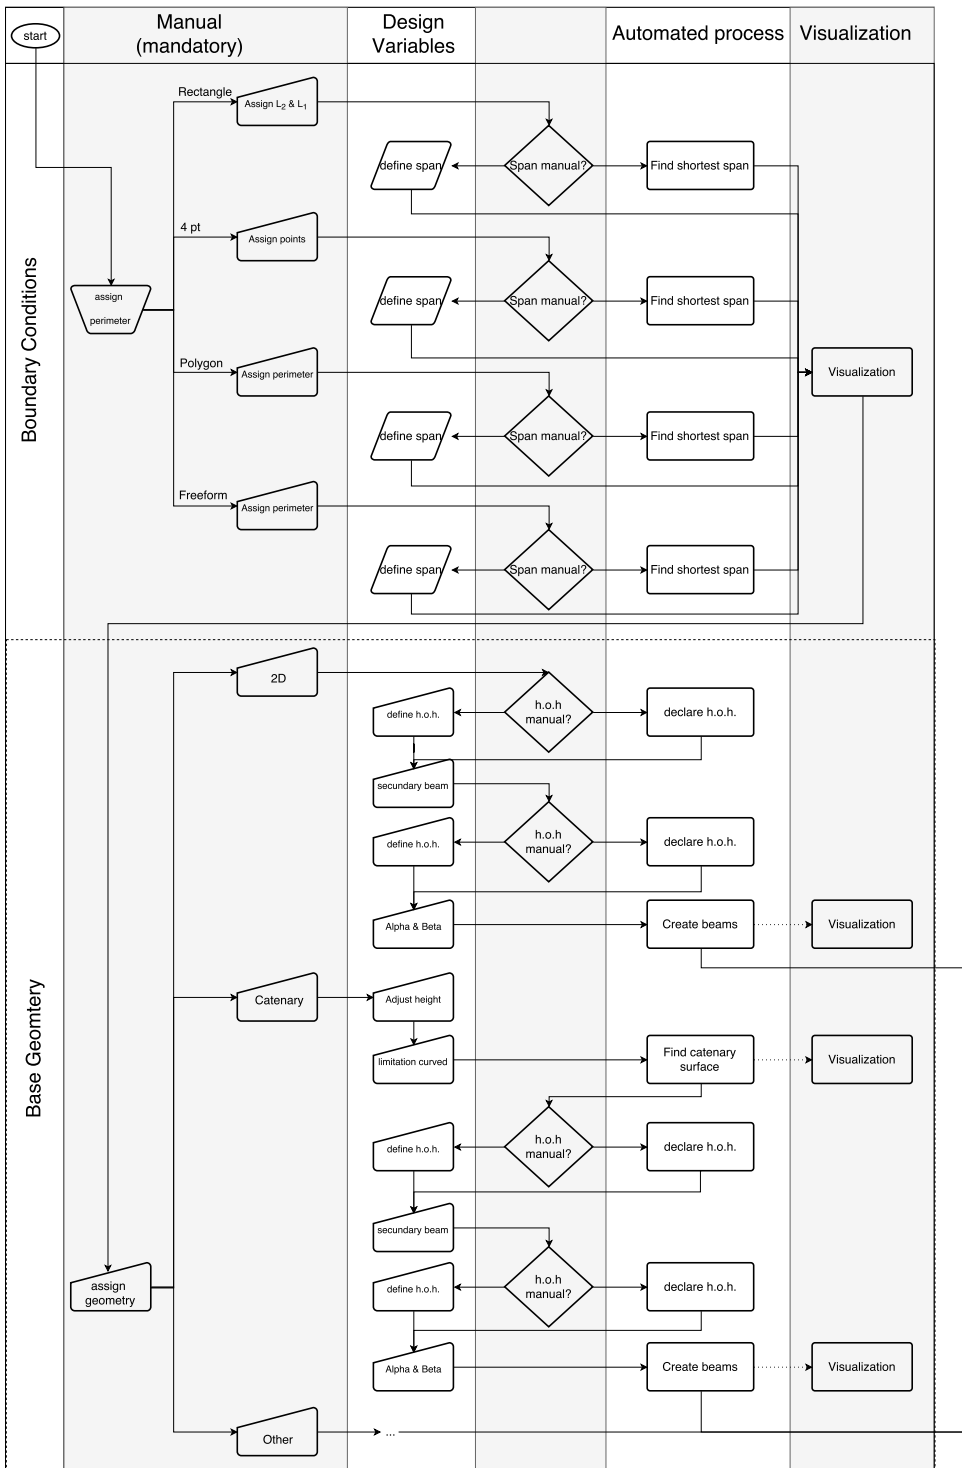 start
Manual
(mandatory)
Design
Variables
Automated process
Visualization
Boundary Conditions
Rectangle
Assign L2 & L1
define span
Span manual?
Find shortest span
4 pt
Assign points
define span
Span manual?
Find shortest span
assign
perimeter
Polygon
Assign perimeter
Visualization
define span
Span manual?
Find shortest span
Freeform
Assign perimeter
define span
Span manual?
Find shortest span
Base Geomtery
2D
define h.o.h.
h.o.h
manual?
declare h.o.h.
secundary beam
define h.o.h.
h.o.h
manual?
declare h.o.h.
Alpha & Beta
Create beams
Visualization
Catenary
Adjust height
limitation curved
Find catenary
surface
Visualization
define h.o.h.
h.o.h
manual?
declare h.o.h.
secundary beam
assign
geometry
define h.o.h.
h.o.h
manual?
declare h.o.h.
Alpha & Beta
Create beams
Visualization
Other
...